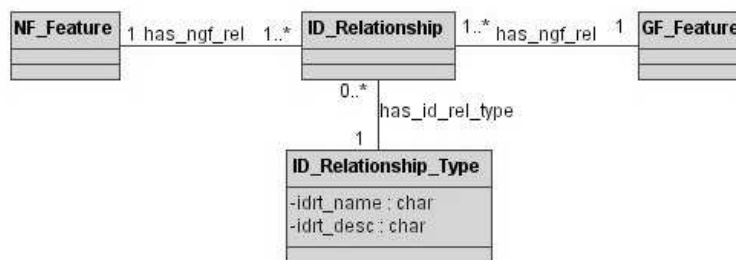 NF_Feature
1 has_ngf_rel 1..*
ID_Relationship
1..* has_ngf_rel 1
GF_Feature
0..*
has_id_rel_type
1
ID_Relationship_Type
-idrt_name : char
-idrt_desc : char